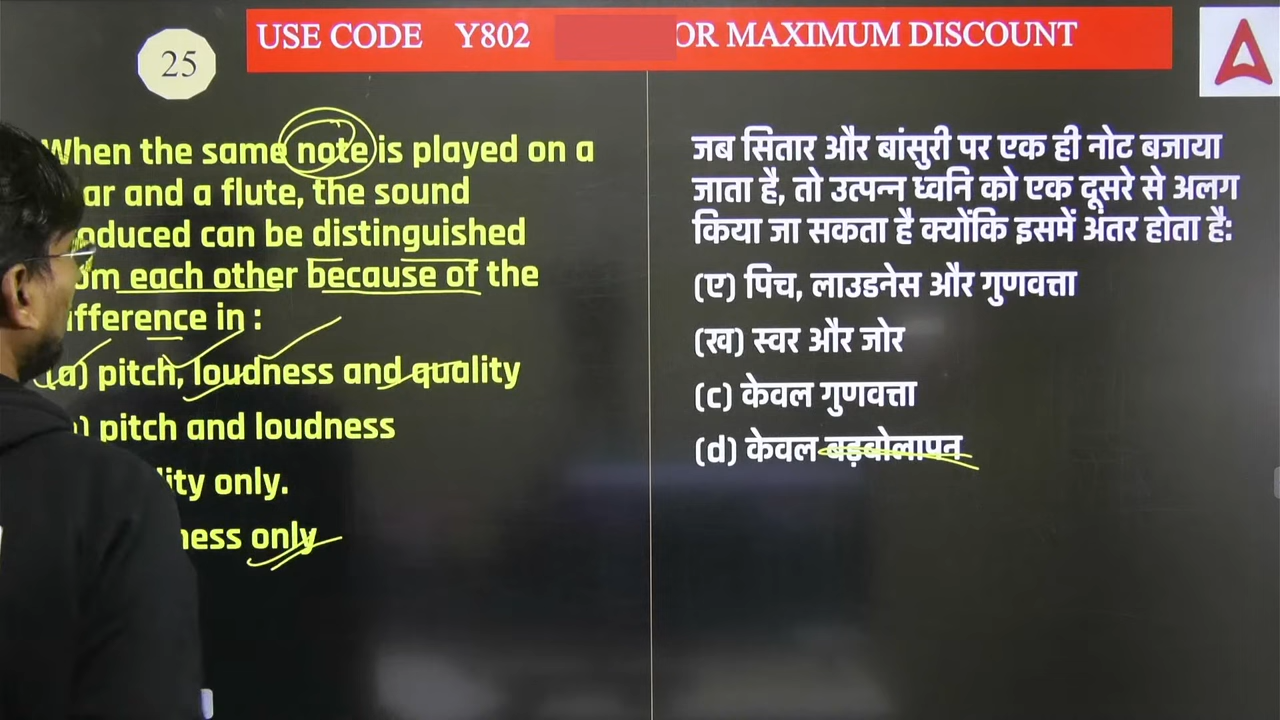 USE CODE Y802 OR MAXIMUM DISCOUNT
25
When the same note is played on a
ar and a flute, the sound
oduced can be distinguished
om each other because of the
ifference in :
(a) pitch, loudness and quality
) pitch and loudness
lity only.
ness only
जब सितार और बांसुरी पर एक ही नोट बजाया
जाता है, तो उत्पन्न ध्वनि को एक दूसरे से अलग
किया जा सकता है क्योंकि इसमें अंतर होता है:
(ए) पिच, लाउडनेस और गुणवत्ता
(ख) स्वर और जोर
(c) केवल गुणवत्ता
(d) केवल बड़बोलापन